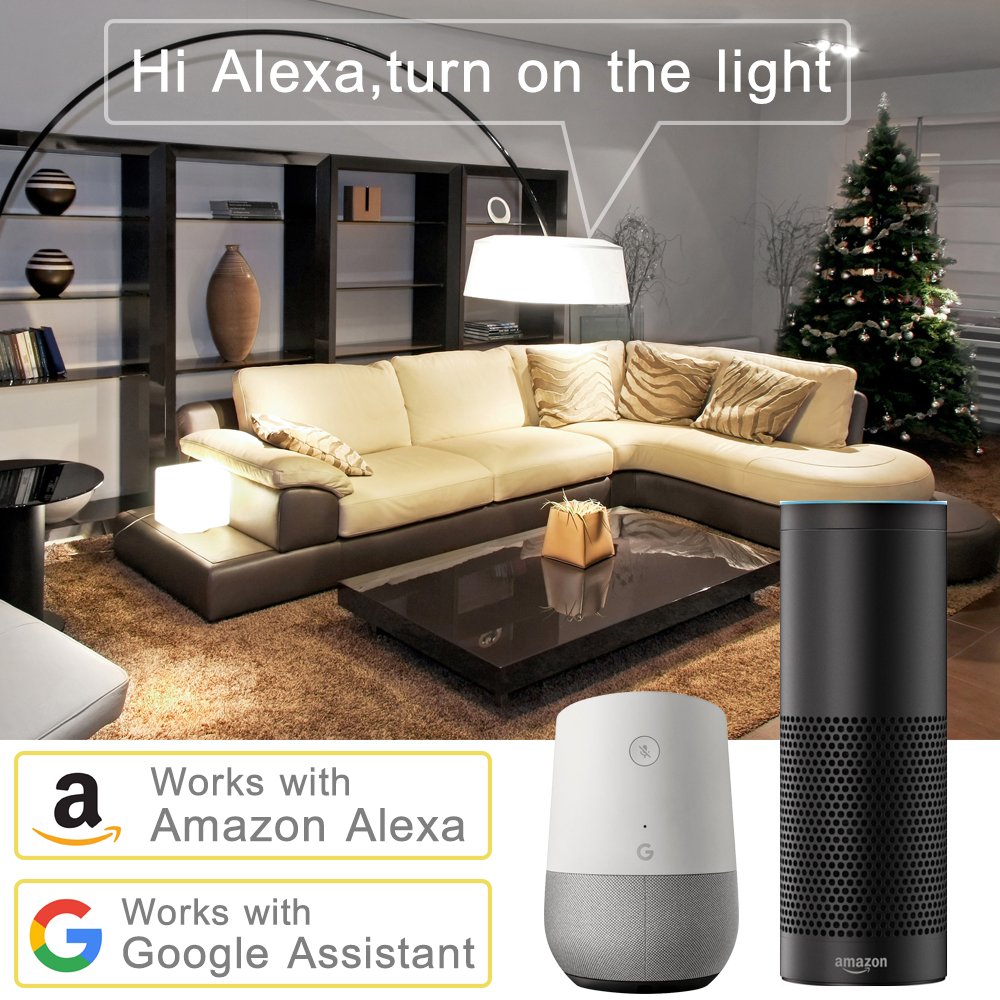 Hi Alexa,turn on the light
a Works with
Amazon Alexa
G Works with
Google Assistant
G
amazon